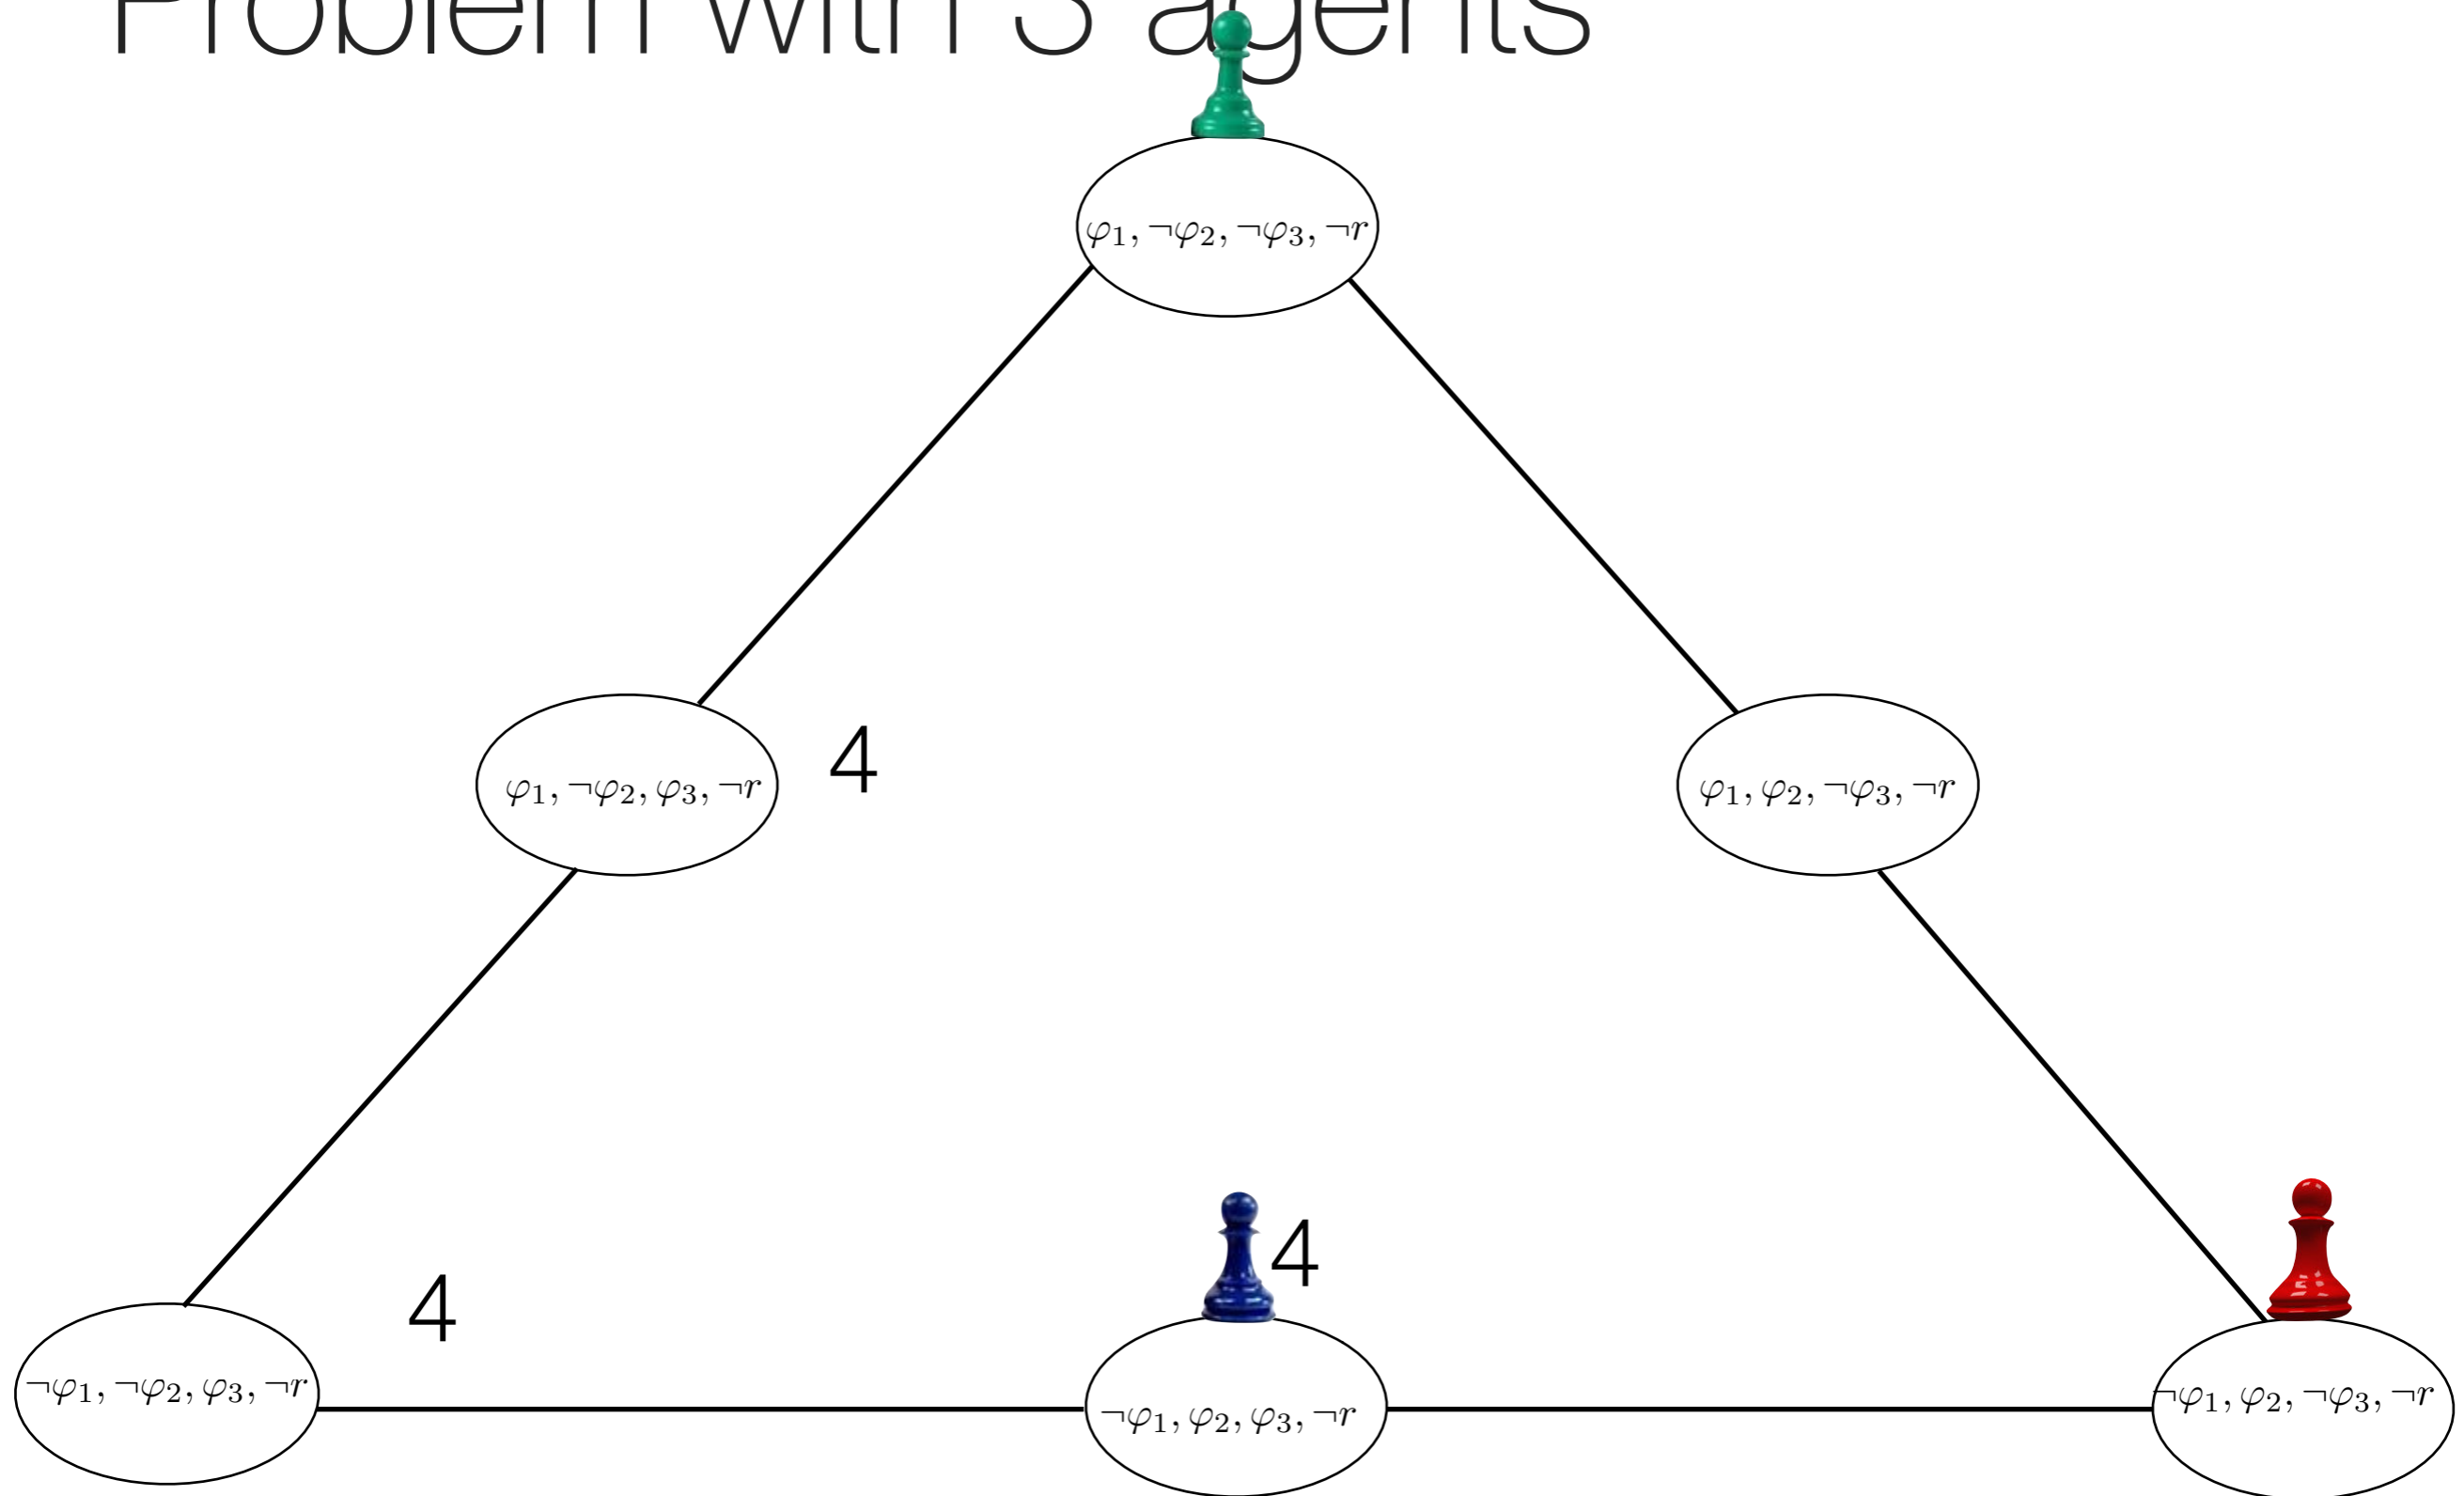 Problem with 3 agents
φ₁, ¬φ₂, ¬φ₃, ¬r
φ₁, ¬φ₂, φ₃, ¬r
4
φ₁, φ₂, ¬φ₃, ¬r
4
4
¬φ₁, ¬φ₂, φ₃, ¬r
¬φ₁, φ₂, φ₃, ¬r
¬φ₁, φ₂, ¬φ₃, ¬r